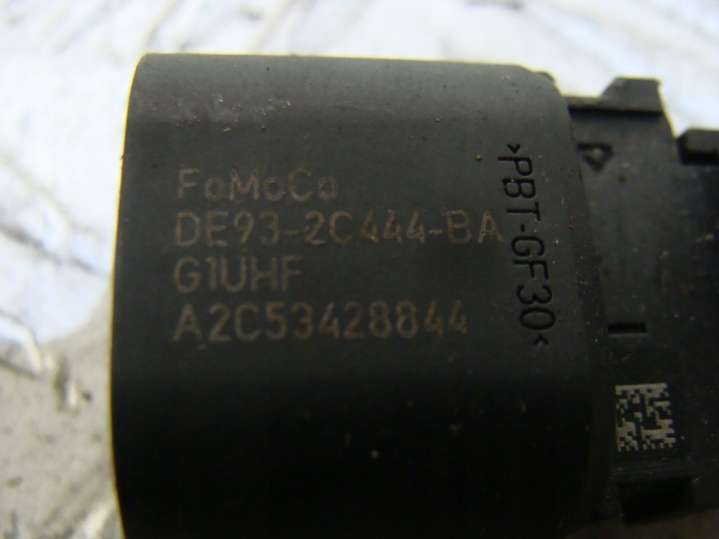 FoMoCo
DE93-2C444-BA
G1UHF
A2C53428844
>PBT-GF30<